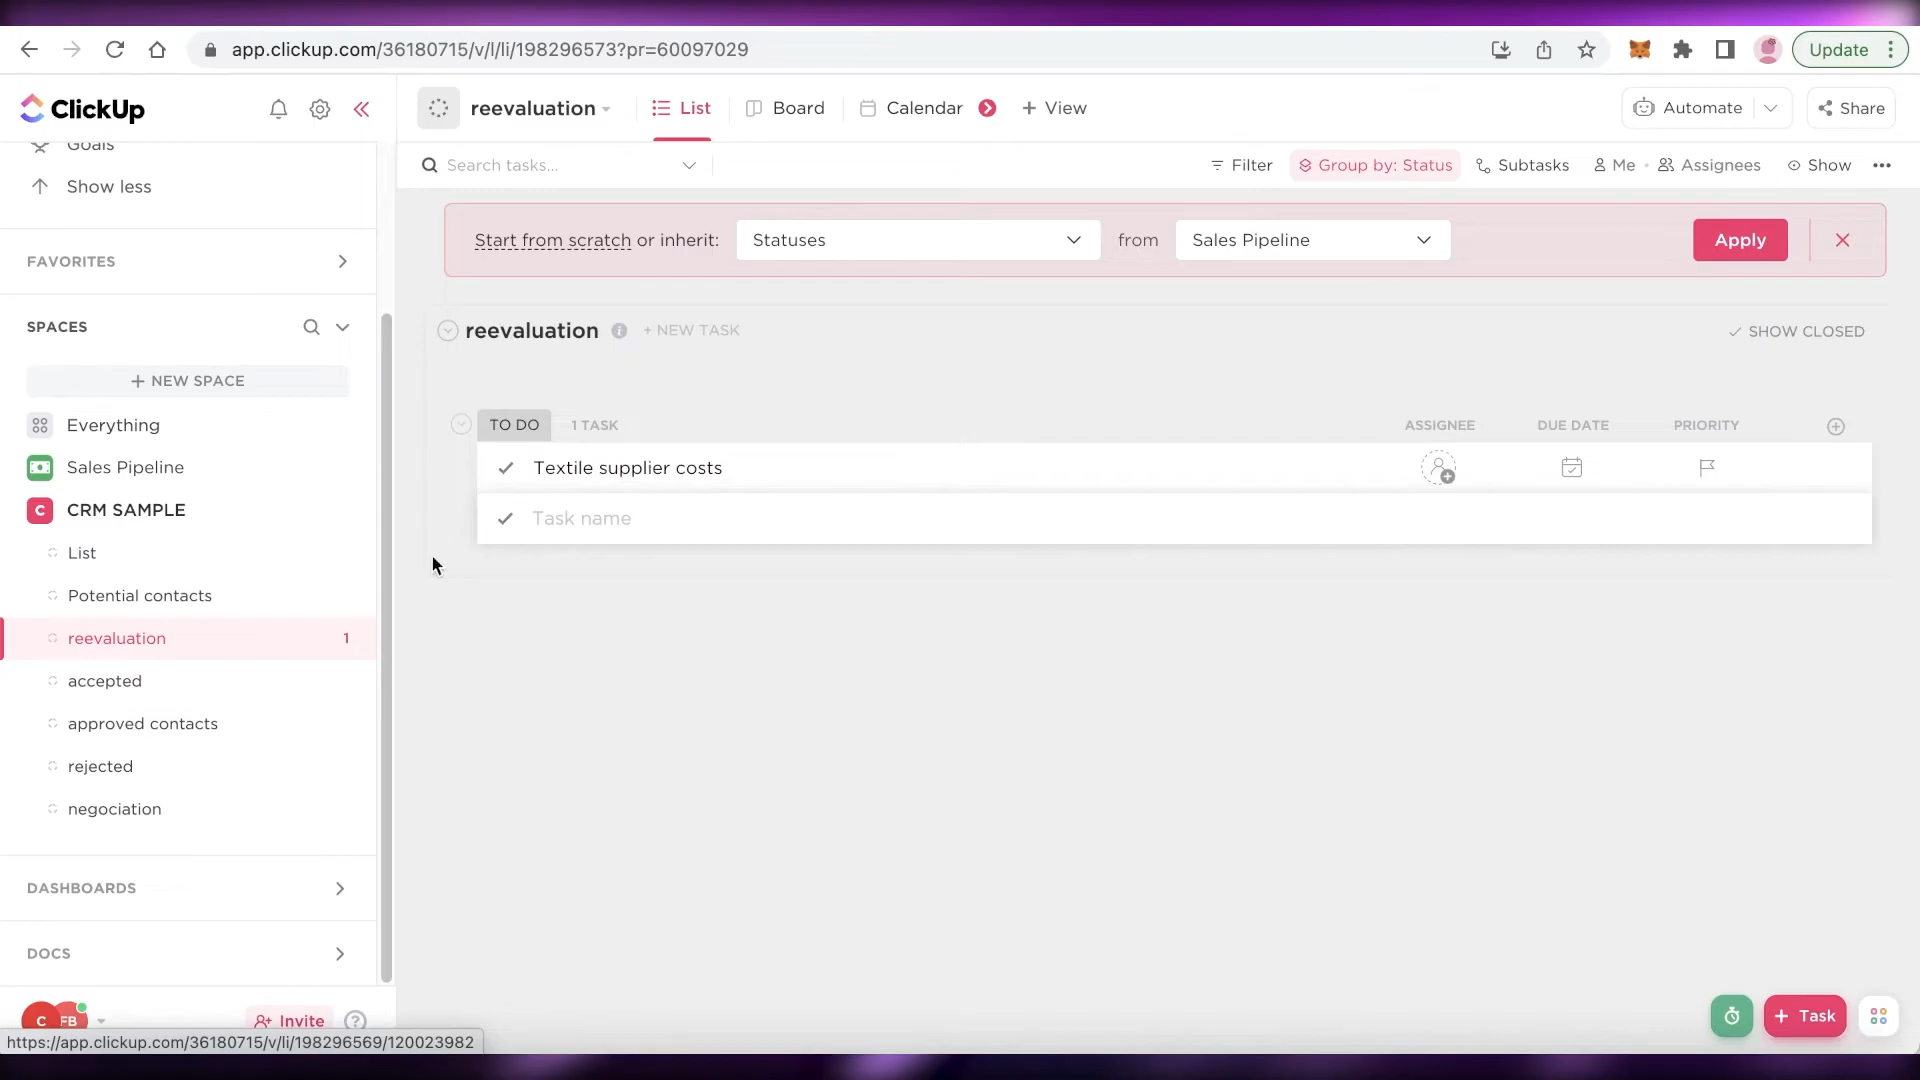 app.clickup.com/36180715/v/l/li/198296573?pr=60097029
Update
ClickUp
reevaluation
List
Board
Calendar
+ View
Automate
Share
Goals
Show less
Search tasks...
Filter
Group by: Status
Subtasks
Me
Assignees
Show
FAVORITES
Start from scratch or inherit:
Statuses
from
Sales Pipeline
Apply
SPACES
+ NEW SPACE
Everything
Sales Pipeline
C
CRM SAMPLE
List
Potential contacts
reevaluation 1
accepted
approved contacts
rejected
negociation
DASHBOARDS
DOCS
C FB
Invite
?
https://app.clickup.com/36180715/v/li/198296569/120023982
reevaluation
+ NEW TASK
SHOW CLOSED
TO DO
1 TASK
ASSIGNEE
DUE DATE
PRIORITY
Textile supplier costs
Task name
+ Task